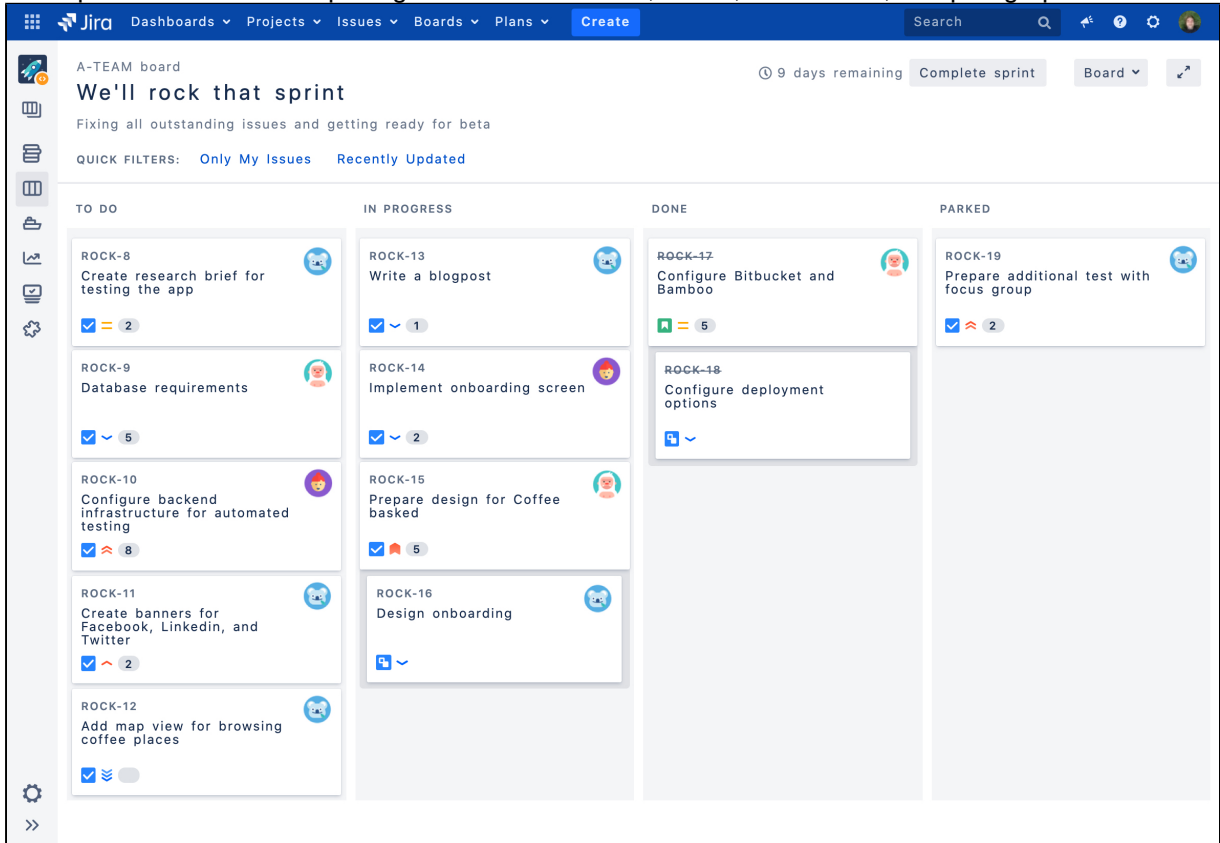 Jira Dashboards Projects Issues Boards Plans Create Search
A-TEAM board
9 days remaining Complete sprint Board
We'll rock that sprint
Fixing all outstanding issues and getting ready for beta
QUICK FILTERS: Only My Issues Recently Updated
TO DO
ROCK-8
Create research brief for
testing the app
2
ROCK-9
Database requirements
5
ROCK-10
Configure backend
infrastructure for automated
testing
8
ROCK-11
Create banners for
Facebook, Linkedin, and
Twitter
2
ROCK-12
Add map view for browsing
coffee places
IN PROGRESS
ROCK-13
Write a blogpost
1
ROCK-14
Implement onboarding screen
2
ROCK-15
Prepare design for Coffee
basked
5
ROCK-16
Design onboarding
DONE
ROCK-17
Configure Bitbucket and
Bamboo
5
ROCK-18
Configure deployment
options
PARKED
ROCK-19
Prepare additional test with
focus group
2